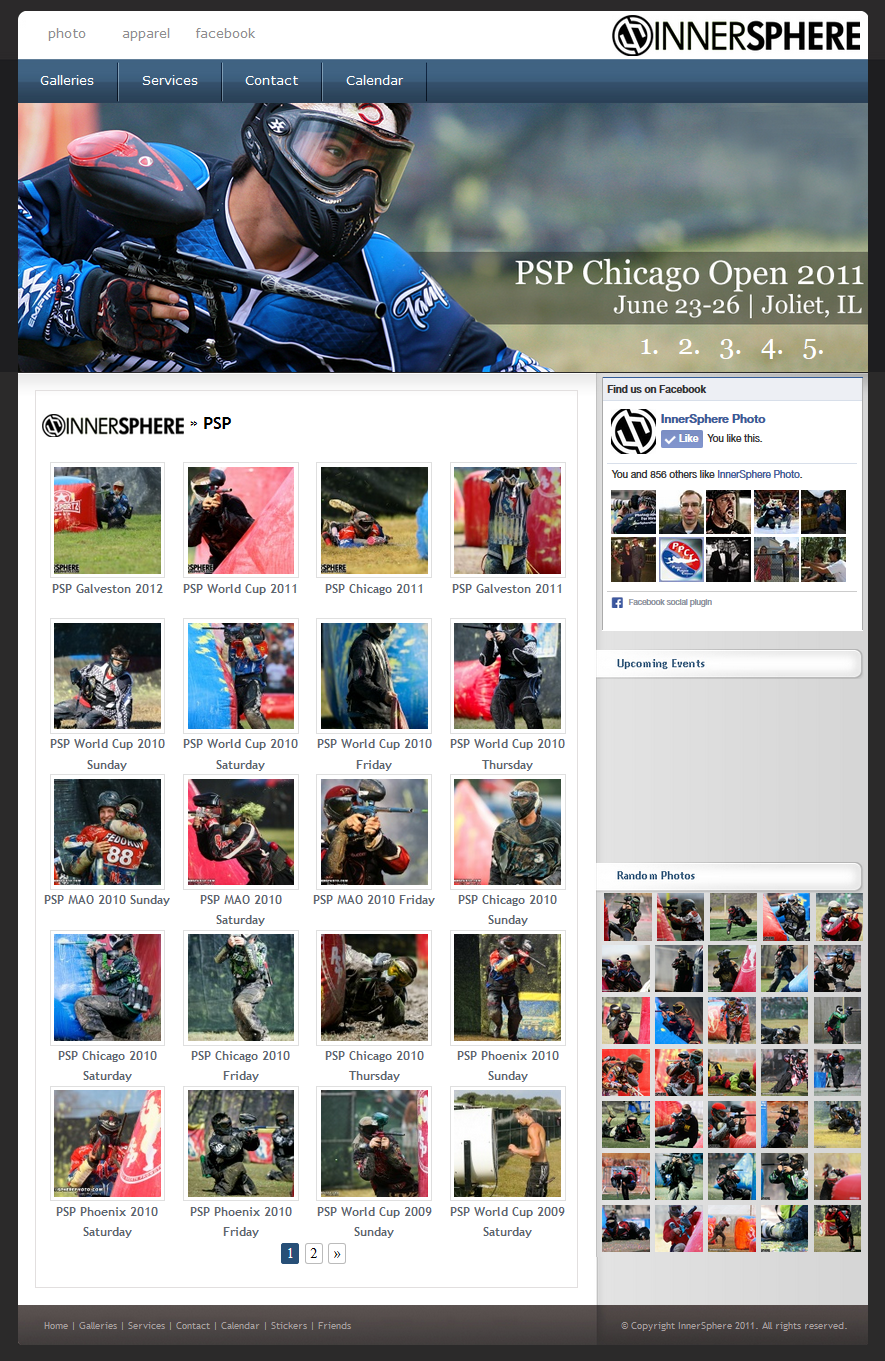 photo apparel facebook
INNERSPHERE
Galleries Services Contact Calendar
PSP Chicago Open 2011
June 23-26 | Joliet, IL
1. 2. 3. 4. 5.
INNERSPHERE » PSP
PSP Galveston 2012
PSP World Cup 2011
PSP Chicago 2011
PSP Galveston 2011
PSP World Cup 2010
Sunday
PSP World Cup 2010
Saturday
PSP World Cup 2010
Friday
PSP World Cup 2010
Thursday
FEDOROV
88
PSP MAO 2010 Sunday
PSP MAO 2010
Saturday
PSP MAO 2010 Friday
PSP Chicago 2010
Sunday
PSP Chicago 2010
Saturday
PSP Chicago 2010
Friday
PSP Chicago 2010
Thursday
PSP Phoenix 2010
Sunday
PSP Phoenix 2010
Saturday
PSP Phoenix 2010
Friday
PSP World Cup 2009
Sunday
PSP World Cup 2009
Saturday
1 2 »
Find us on Facebook
InnerSphere Photo
Like You like this.
You and 856 others like InnerSphere Photo.
PPCV
Facebook social plugin
Upcoming Events
Random Photos
Home | Galleries | Services | Contact | Calendar | Stickers | Friends
© Copyright InnerSphere 2011. All rights reserved.